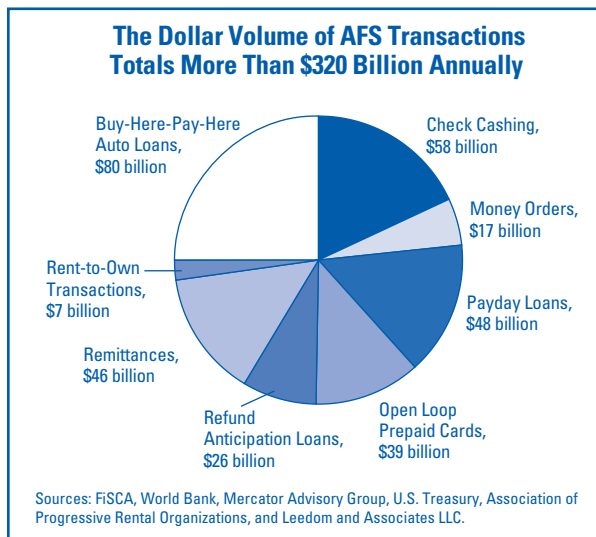 The Dollar Volume of AFS Transactions
Totals More Than $320 Billion Annually
Buy-Here-Pay-Here
Auto Loans,
$80 billion
Check Cashing,
$58 billion
Money Orders,
$17 billion
Rent-to-Own
Transactions,
$7 billion
Payday Loans,
$48 billion
Remittances,
$46 billion
Refund
Anticipation Loans,
$26 billion
Open Loop
Prepaid Cards,
$39 billion
Sources: FiSCA, World Bank, Mercator Advisory Group, U.S. Treasury, Association of
Progressive Rental Organizations, and Leedom and Associates LLC.